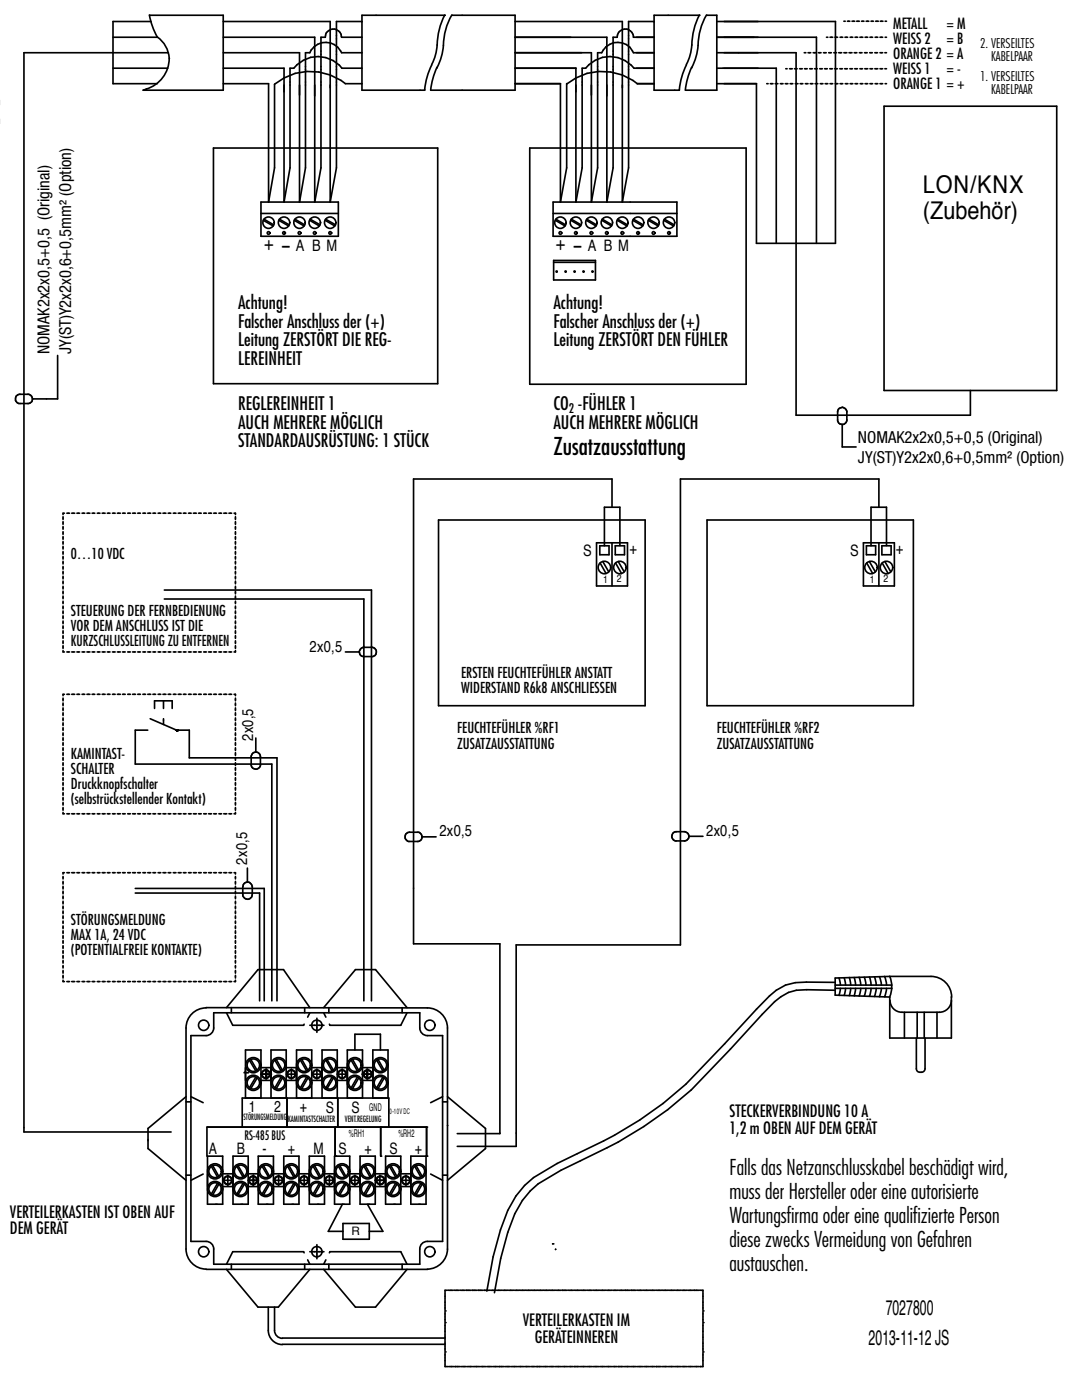 METALL = M
WEISS 2 = B
ORANGE 2 = A
WEISS 1 = -
ORANGE 1 = +
2. VERSEILTES
KABELPAAR
1. VERSEILTES
KABELPAAR
LON/KNX
(Zubehör)
NOMAK2x2x0,5+0,5 (Original)
JY(ST)Y2x2x0,6+0,5mm² (Option)
+ – A B M
Achtung!
Falscher Anschluss der (+)
Leitung ZERSTÖRT DIE REG-
LEREINHEIT
REGLEREINHEIT 1
AUCH MEHRERE MÖGLICH
STANDARDAUSRÜSTUNG: 1 STÜCK
+ – A B M
Achtung!
Falscher Anschluss der (+)
Leitung ZERSTÖRT DEN FÜHLER
CO₂ -FÜHLER 1
AUCH MEHRERE MÖGLICH
Zusatzausstattung
NOMAK2x2x0,5+0,5 (Original)
JY(ST)Y2x2x0,6+0,5mm² (Option)
0...10 VDC
STEUERUNG DER FERNBEDIENUNG
VOR DEM ANSCHLUSS IST DIE
KURZSCHLUSSLEITUNG ZU ENTFERNEN
2x0,5
S +
1 2
ERSTEN FEUCHTEFÜHLER ANSTATT
WIDERSTAND R6k8 ANSCHLIESSEN
FEUCHTEFÜHLER %RF1
ZUSATZAUSSTATTUNG
S +
1 2
FEUCHTEFÜHLER %RF2
ZUSATZAUSSTATTUNG
KAMINTAST-
SCHALTER
Druckknopfschalter
(selbstrückstellender Kontakt)
2x0,5
2x0,5
2x0,5
2x0,5
STÖRUNGSMELDUNG
MAX 1A, 24 VDC
(POTENTIALFREIE KONTAKTE)
1 2 + S S GND 0-10V DC
STÖRUNGSMELDUNG KAMINTASTSCHALTER VENT.REGELUNG
RS-485 BUS %RH1 %RH2
A B - + M S + S +
R
VERTEILERKASTEN IST OBEN AUF
DEM GERÄT
VERTEILERKASTEN IM
GERÄTEINNEREN
STECKERVERBINDUNG 10 A
1,2 m OBEN AUF DEM GERÄT
Falls das Netzanschlusskabel beschädigt wird,
muss der Hersteller oder eine autorisierte
Wartungsfirma oder eine qualifizierte Person
diese zwecks Vermeidung von Gefahren
austauschen.
7027800
2013-11-12 JS